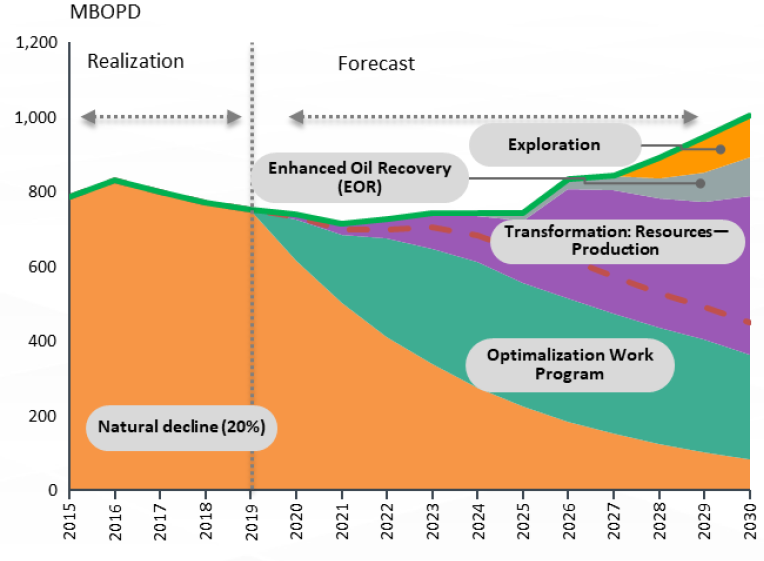 MBOPD
1,200
Realization
Forecast
1,000
Exploration
Enhanced Oil Recovery
(EOR)
800
Transformation: Resources—
Production
600
400
Optimalization Work
Program
200
Natural decline (20%)
0
2015
2016
2017
2018
2019
2020
2021
2022
2023
2024
2025
2026
2027
2028
2029
2030